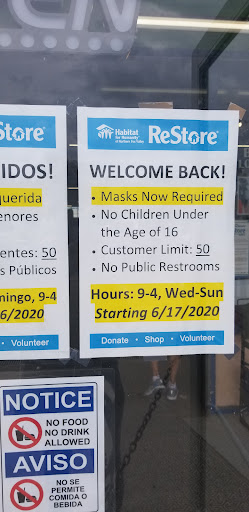 EN
Store
IDOS!
uerida
enores
entes: 50
s Públicos
mingo, 9-4
6/2020
Volunteer
Habitat
for Humanity
ReStore
WELCOME BACK!
• Masks Now Required
• No Children Under
the Age of 16
• Customer Limit: 50
• No Public Restrooms
Hours: 9-4, Wed-Sun
Starting 6/17/2020
Donate · Shop · Volunteer
NOTICE
NO FOOD
NO DRINK
ALLOWED
AVISO
NO SE
PERMITE
COMIDA O
BEBIDA